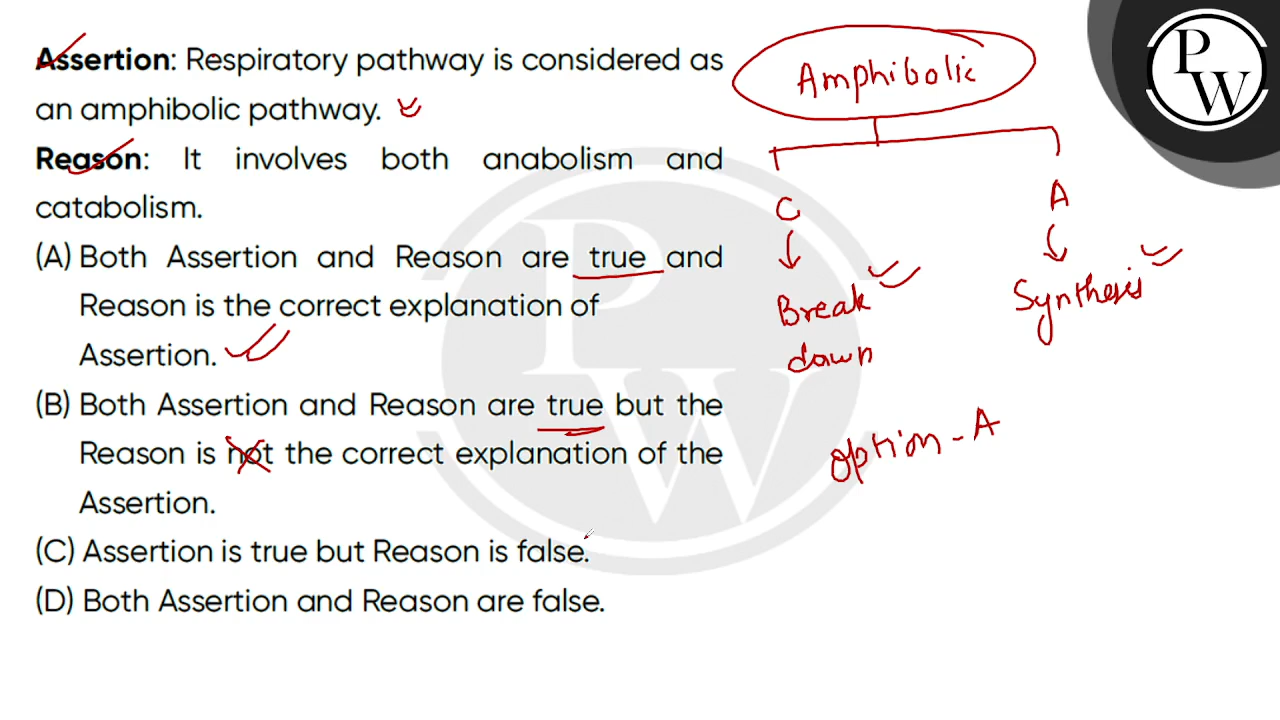 Assertion: Respiratory pathway is considered as
an amphibolic pathway.
Reason: It involves both anabolism and
catabolism.
(A) Both Assertion and Reason are true and
Reason is the correct explanation of
Assertion.
(B) Both Assertion and Reason are true but the
Reason is not the correct explanation of the
Assertion.
(C) Assertion is true but Reason is false.
(D) Both Assertion and Reason are false.
Amphibolic
C
A
Break
down
Synthesis
option - A
P
W
P
W